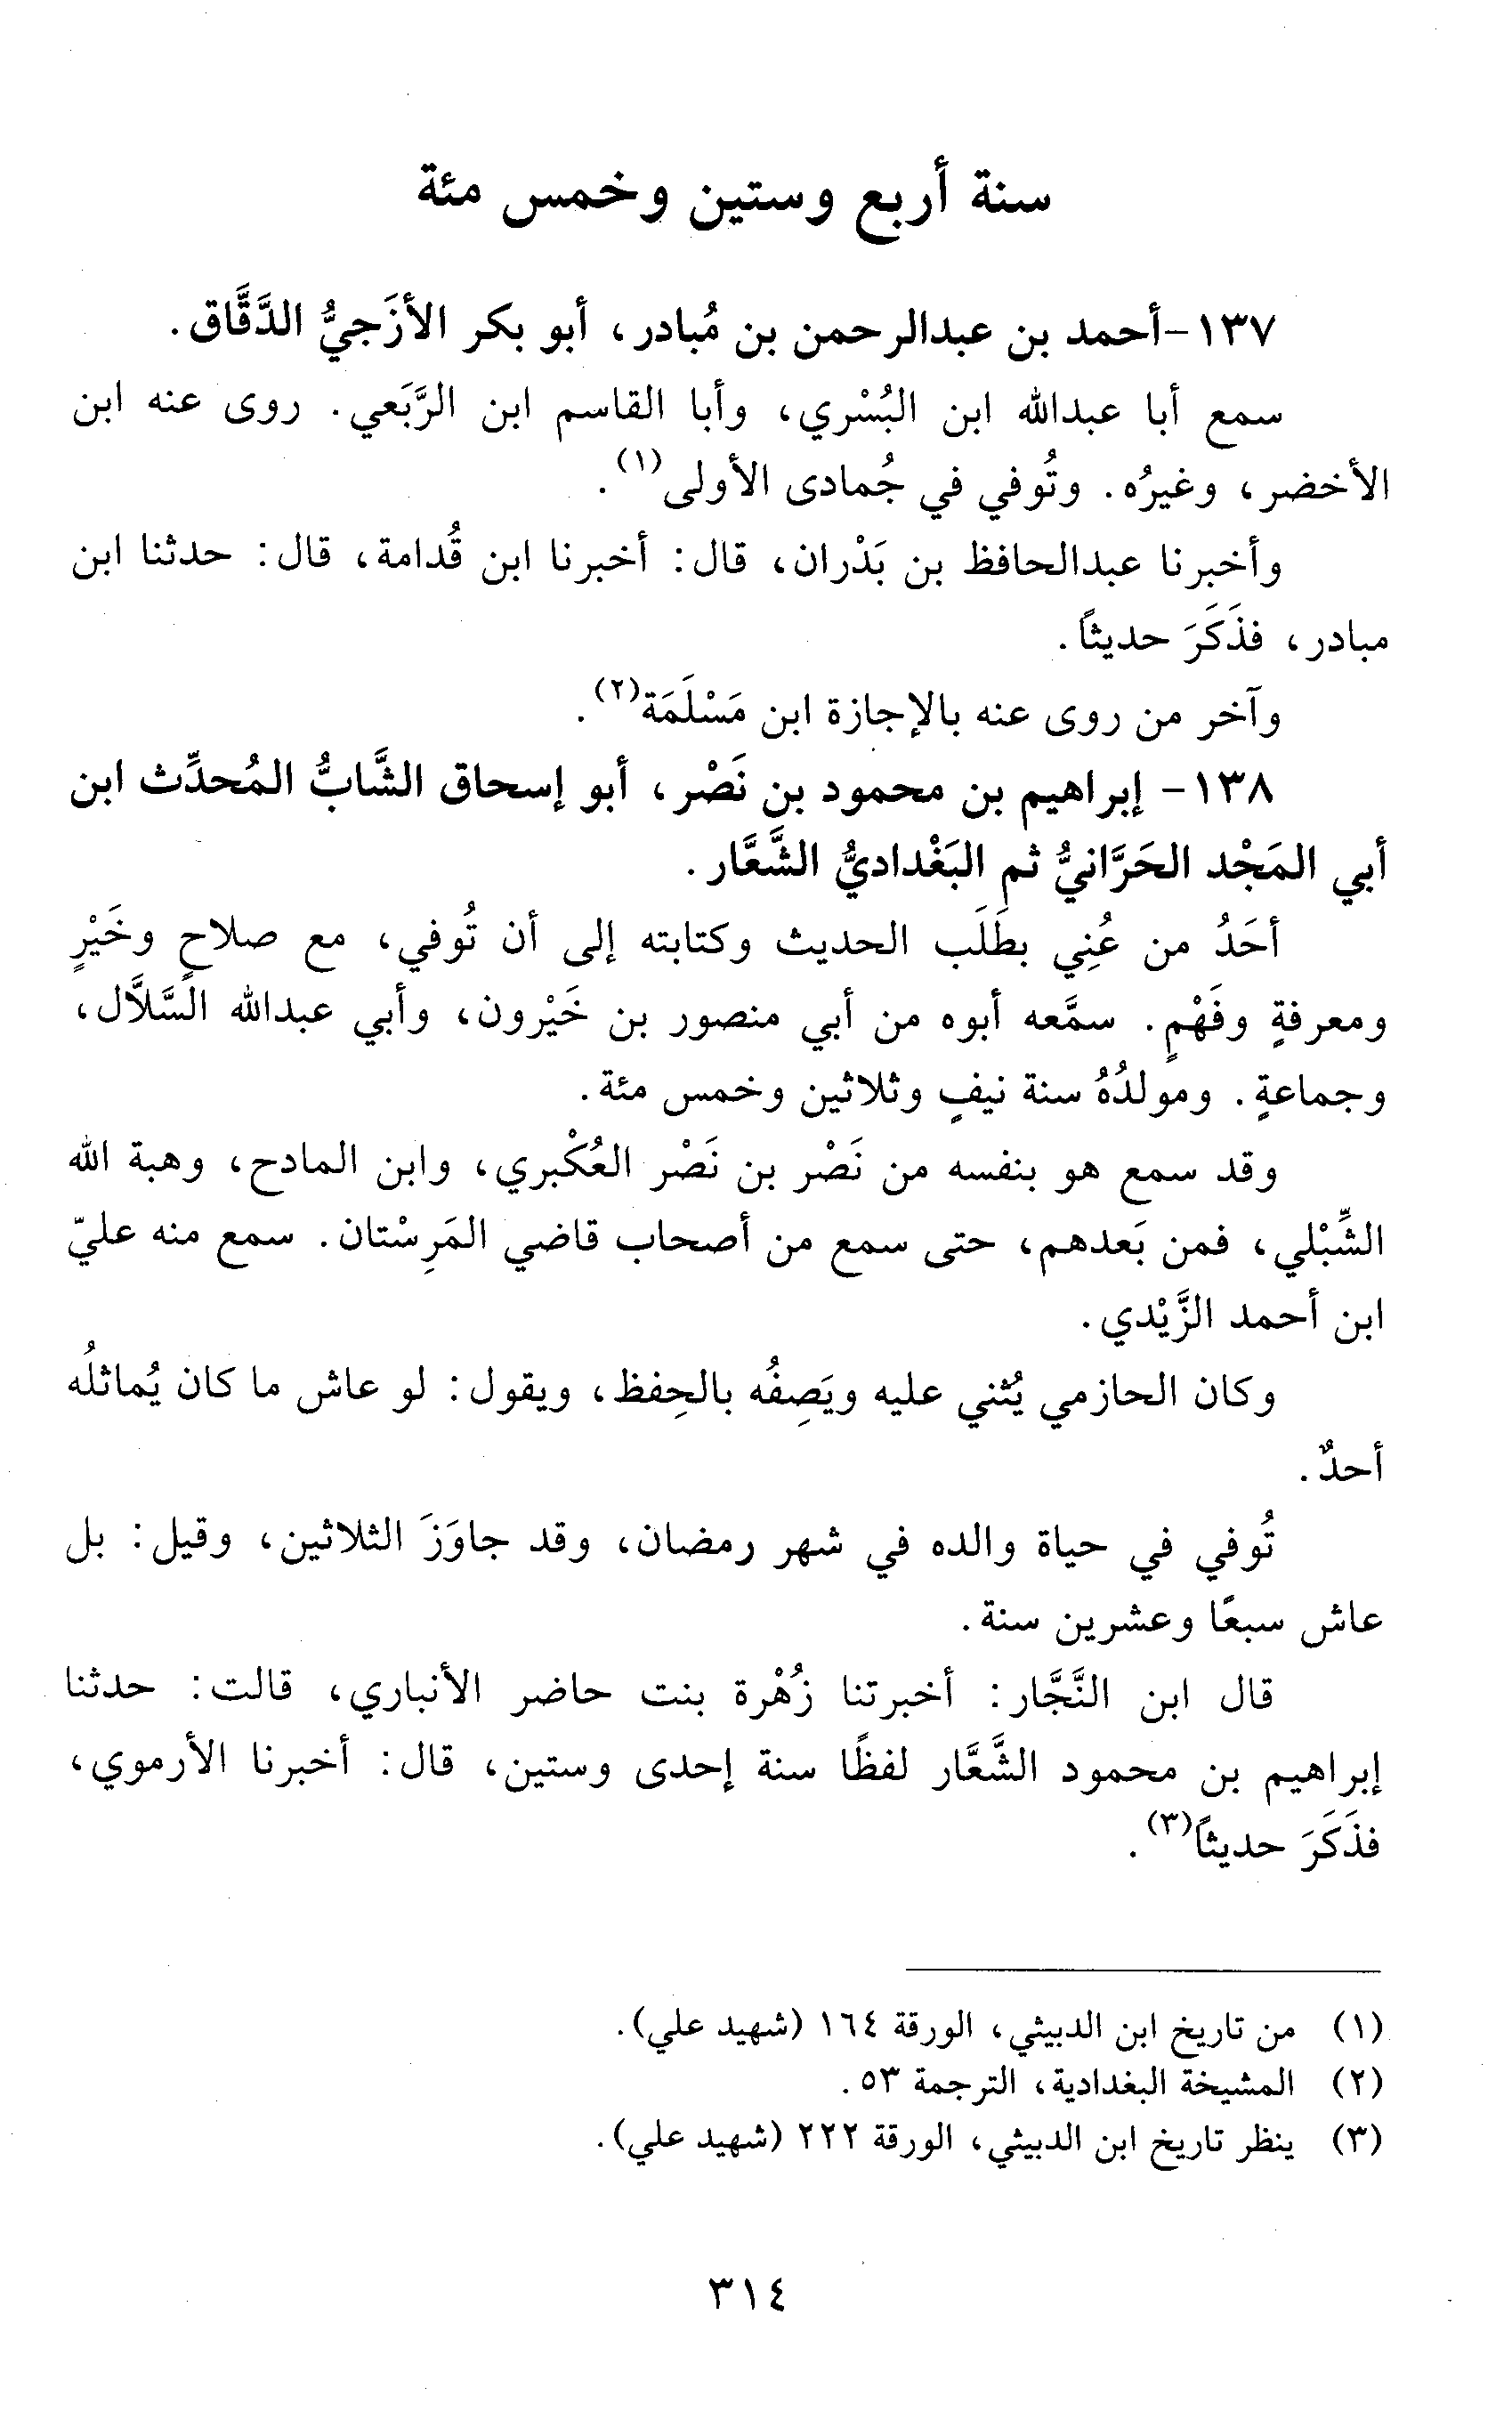 سنة أربع وستين وخمس مئة
١٣٧-أحمد بن عبدالرحمن بن مُبادر، أبو بكر الأزَجيُّ الدَّقَّاق.
سمع أبا عبدالله ابن البُسْري، وأبا القاسم ابن الرَّبَعي. روى عنه ابن
الأخضر، وغيرُه. وتُوفي في جُمادى الأولى(١).
وأخبرنا عبدالحافظ بن بَدْران، قال: أخبرنا ابن قُدامة، قال: حدثنا ابن
مبادر، فذَكَرَ حديثاً.
وآخر من روى عنه بالإجازة ابن مَسْلَمَة(٢).
١٣٨- إبراهيم بن محمود بن نَصْر، أبو إسحاق الشَّابُّ المُحدِّث ابن
أبي المَجْد الحَرَّانيُّ ثم البَغْداديُّ الشَّعَّار.
أحَدُ من عُنِي بطَلَب الحديث وكتابته إلى أن تُوفي، مع صلاحٍ وخَيْرٍ
ومعرفةٍ وفَهْمٍ. سمَّعه أبوه من أبي منصور بن خَيْرون، وأبي عبدالله السَّلاَّل،
وجماعةٍ. ومولدُهُ سنة نيفٍ وثلاثين وخمس مئة.
وقد سمع هو بنفسه من نَصْر بن نَصْر العُكْبري، وابن المادح، وهبة الله
الشِّبْلي، فمن بَعدهم، حتى سمع من أصحاب قاضي المَرِسْتان. سمع منه عليّ
ابن أحمد الزَّيْدي.
وكان الحازمي يُثني عليه ويَصِفُه بالحِفظ، ويقول: لو عاش ما كان يُماثلُه
أحدٌ.
تُوفي في حياة والده في شهر رمضان، وقد جاوَزَ الثلاثين، وقيل: بل
عاش سبعًا وعشرين سنة.
قال ابن النَّجَّار: أخبرتنا زُهْرة بنت حاضر الأنباري، قالت: حدثنا
إبراهيم بن محمود الشَّعَّار لفظًا سنة إحدى وستين، قال: أخبرنا الأرموي،
فذَكَرَ حديثاً(٣).
(١) من تاريخ ابن الدبيثي، الورقة ١٦٤ (شهيد علي).
(٢) المشيخة البغدادية، الترجمة ٥٣.
(٣) ينظر تاريخ ابن الدبيثي، الورقة ٢٢٢ (شهيد علي).
٣١٤